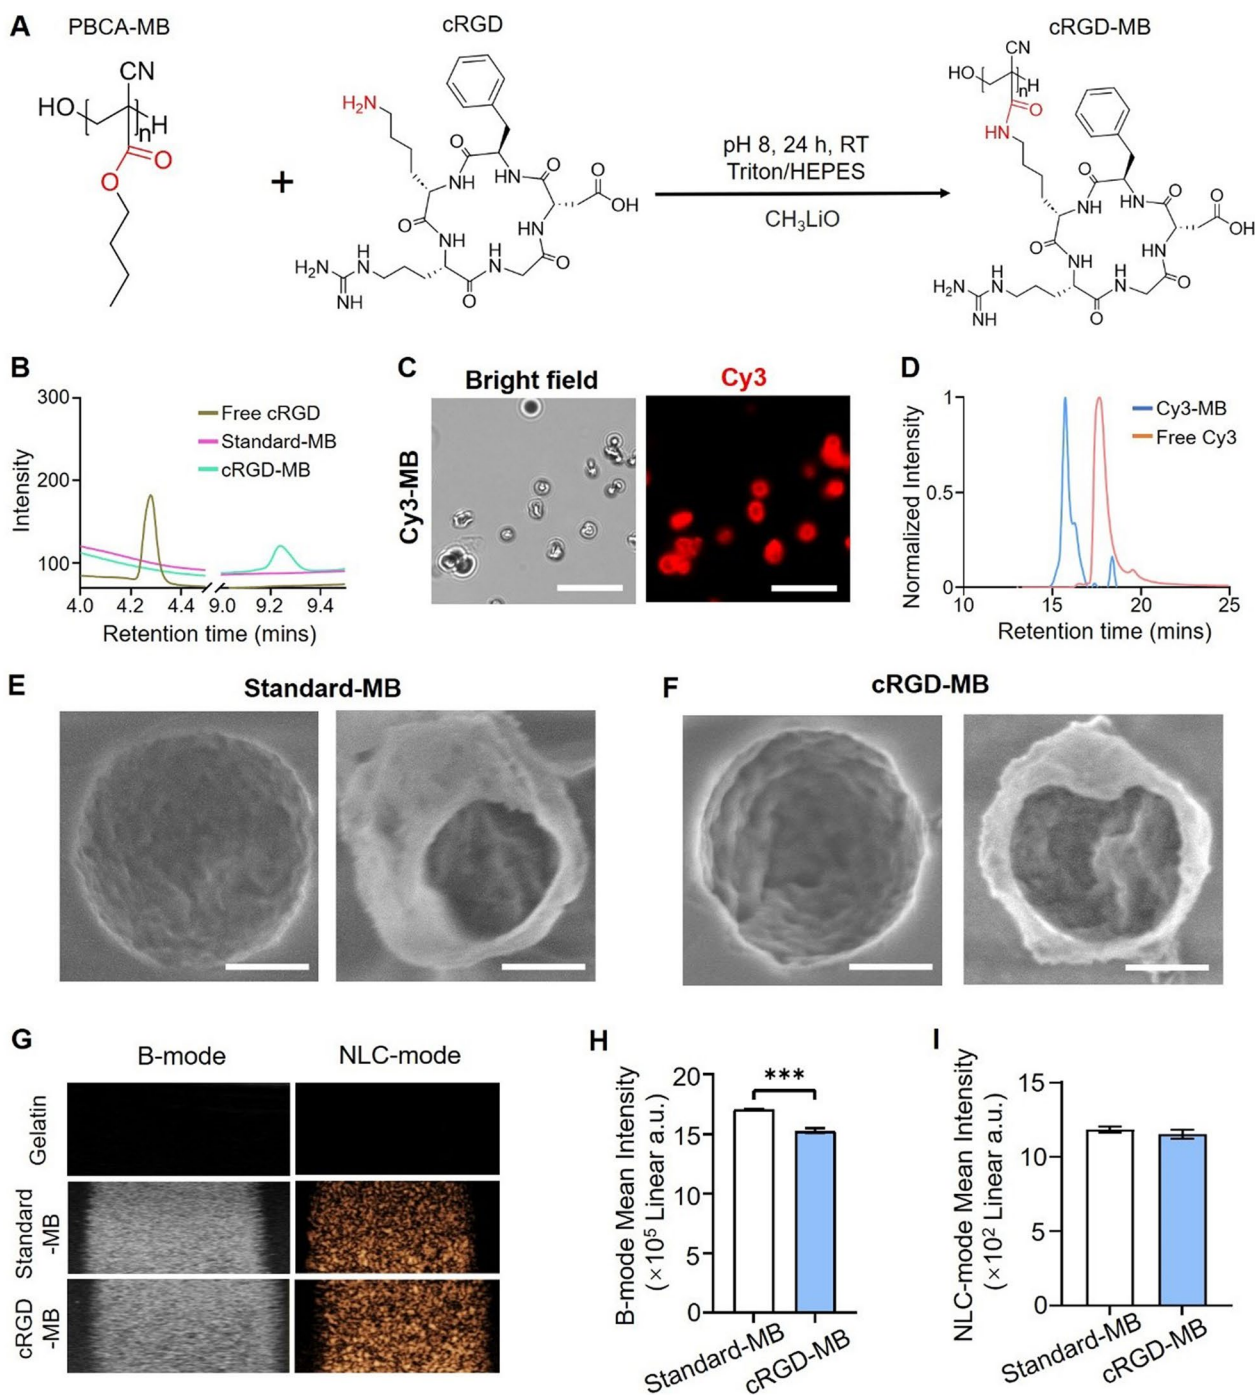 A
PBCA-MB
cRGD
cRGD-MB
CN
HO
n
H
O
O
+
H₂N
O
NH
HN
O
O
OH
O
NH
HN
H₂N
H
N
NH
O
H
N
O
pH 8, 24 h, RT
Triton/HEPES
CH₃LiO
CN
HO
n
H
O
HN
O
NH
HN
O
O
OH
O
NH
HN
H₂N
H
N
NH
O
H
N
O
B
300
200
100
Intensity
Free cRGD
Standard-MB
cRGD-MB
4.0 4.2 4.4 9.0 9.2 9.4
Retention time (mins)
C
Bright field
Cy3
Cy3-MB
D
1
0.5
0
Normalized Intensity
Cy3-MB
Free Cy3
10 15 20 25
Retention time (mins)
E
Standard-MB
F
cRGD-MB
G
B-mode
NLC-mode
Gelatin
Standard
-MB
cRGD
-MB
H
B-mode Mean Intensity
(×10⁵ Linear a.u.)
20
15
10
5
0
***
Standard-MB
cRGD-MB
I
NLC-mode Mean Intensity
(×10² Linear a.u.)
15
10
5
0
Standard-MB
cRGD-MB